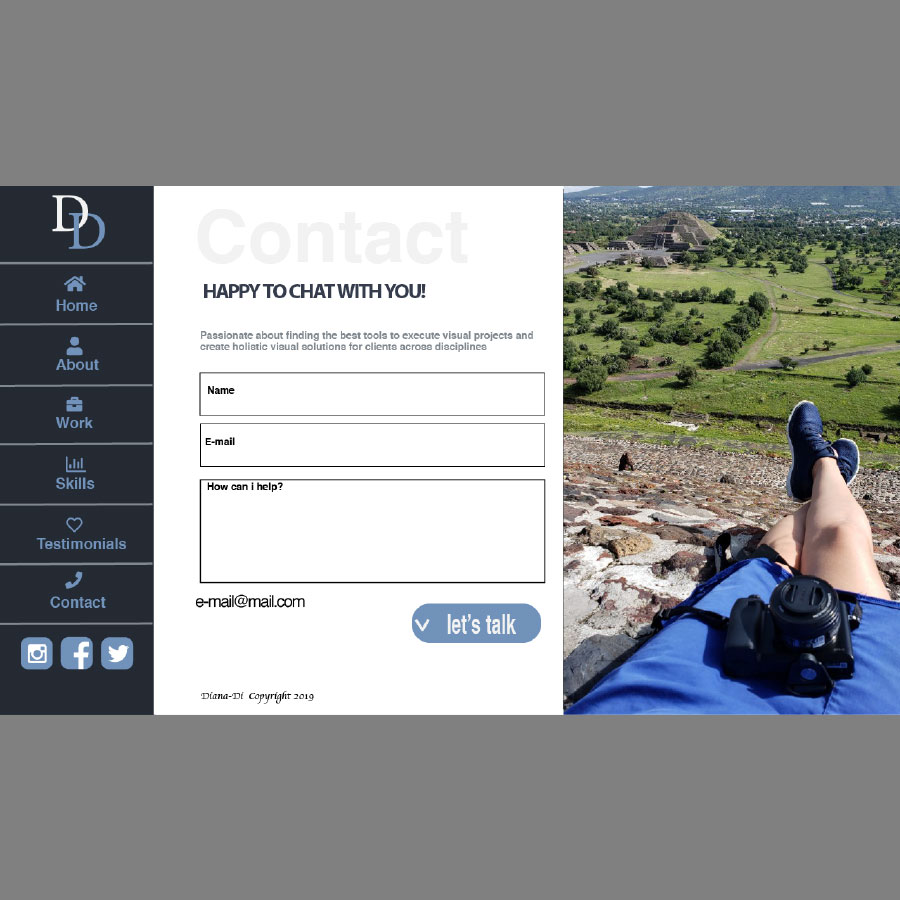 DD
Home
About
Work
Skills
Testimonials
Contact
Contact
HAPPY TO CHAT WITH YOU!
Passionate about finding the best tools to execute visual projects and
create holistic visual solutions for clients across disciplines
Name
E-mail
How can i help?
e-mail@mail.com
let's talk
Diana-Di Copyright 2019